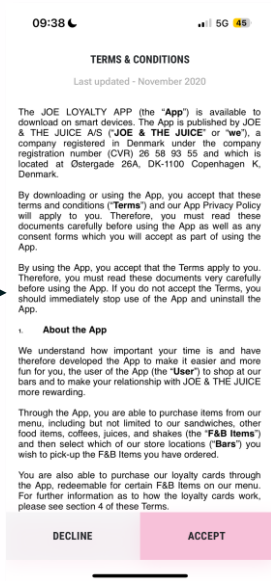 09:38
5G 45
TERMS & CONDITIONS
Last updated - November 2020
The JOE LOYALTY APP (the “App”) is available to
download on smart devices. The App is published by JOE
& THE JUICE A/S (“JOE & THE JUICE” or “we”), a
company registered in Denmark under the company
registration number (CVR) 26 58 93 55 and which is
located at Østergade 26A, DK-1100 Copenhagen K,
Denmark.
By downloading or using the App, you accept that these
terms and conditions (“Terms”) and our App Privacy Policy
will apply to you. Therefore, you must read these
documents carefully before using the App as well as any
consent forms which you will accept as part of using the
App.
By using the App, you accept that the Terms apply to you.
Therefore, you must read these documents very carefully
before using the App. If you do not accept the Terms, you
should immediately stop use of the App and uninstall the
App.
1. About the App
We understand how important your time is and have
therefore developed the App to make it easier and more
fun for you, the user of the App (the “User”) to shop at our
bars and to make your relationship with JOE & THE JUICE
more rewarding.
Through the App, you are able to purchase items from our
menu, including but not limited to our sandwiches, other
food items, coffees, juices, and shakes (the “F&B Items”)
and then select which of our store locations (“Bars”) you
wish to pick-up the F&B Items you have ordered.
You are also able to purchase our loyalty cards through
the App, redeemable for certain F&B Items on our menu.
For further information as to how the loyalty cards work,
please see section 4 of these Terms.
DECLINE
ACCEPT